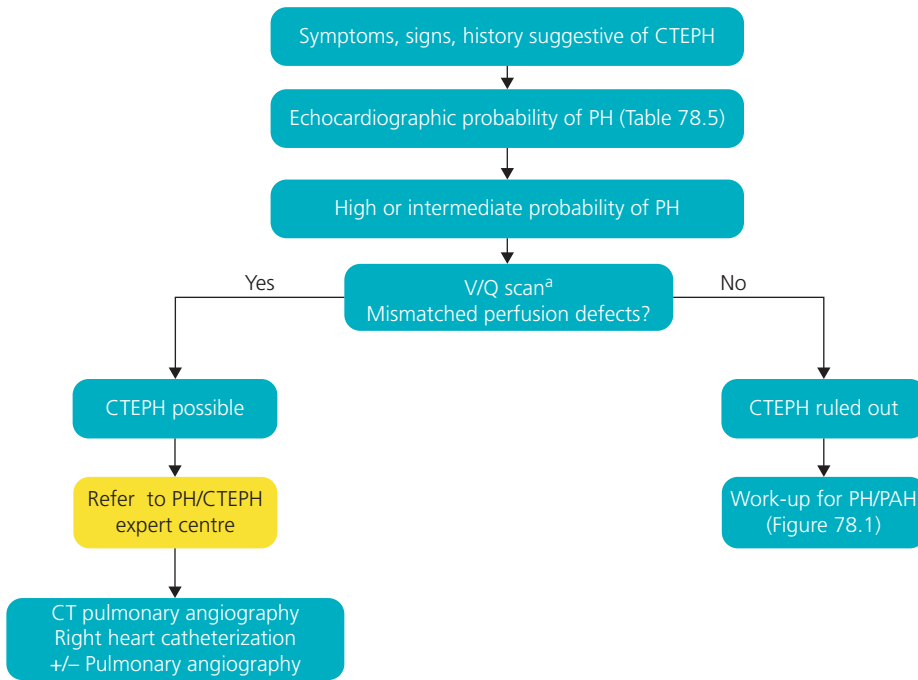 Symptoms, signs, history suggestive of CTEPH
Echocardiographic probability of PH (Table 78.5)
High or intermediate probability of PH
Yes
V/Q scanᵃ
Mismatched perfusion defects?
No
CTEPH possible
CTEPH ruled out
Refer to PH/CTEPH
expert centre
Work-up for PH/PAH
(Figure 78.1)
CT pulmonary angiography
Right heart catheterization
+/– Pulmonary angiography